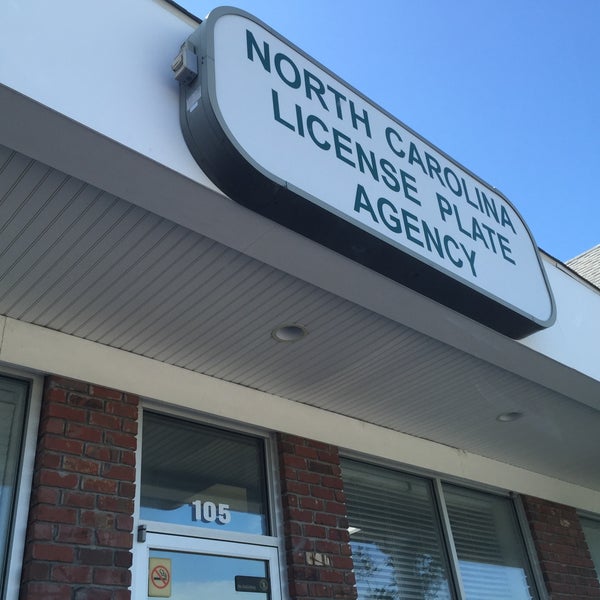 NORTH CAROLINA
LICENSE PLATE
AGENCY
105